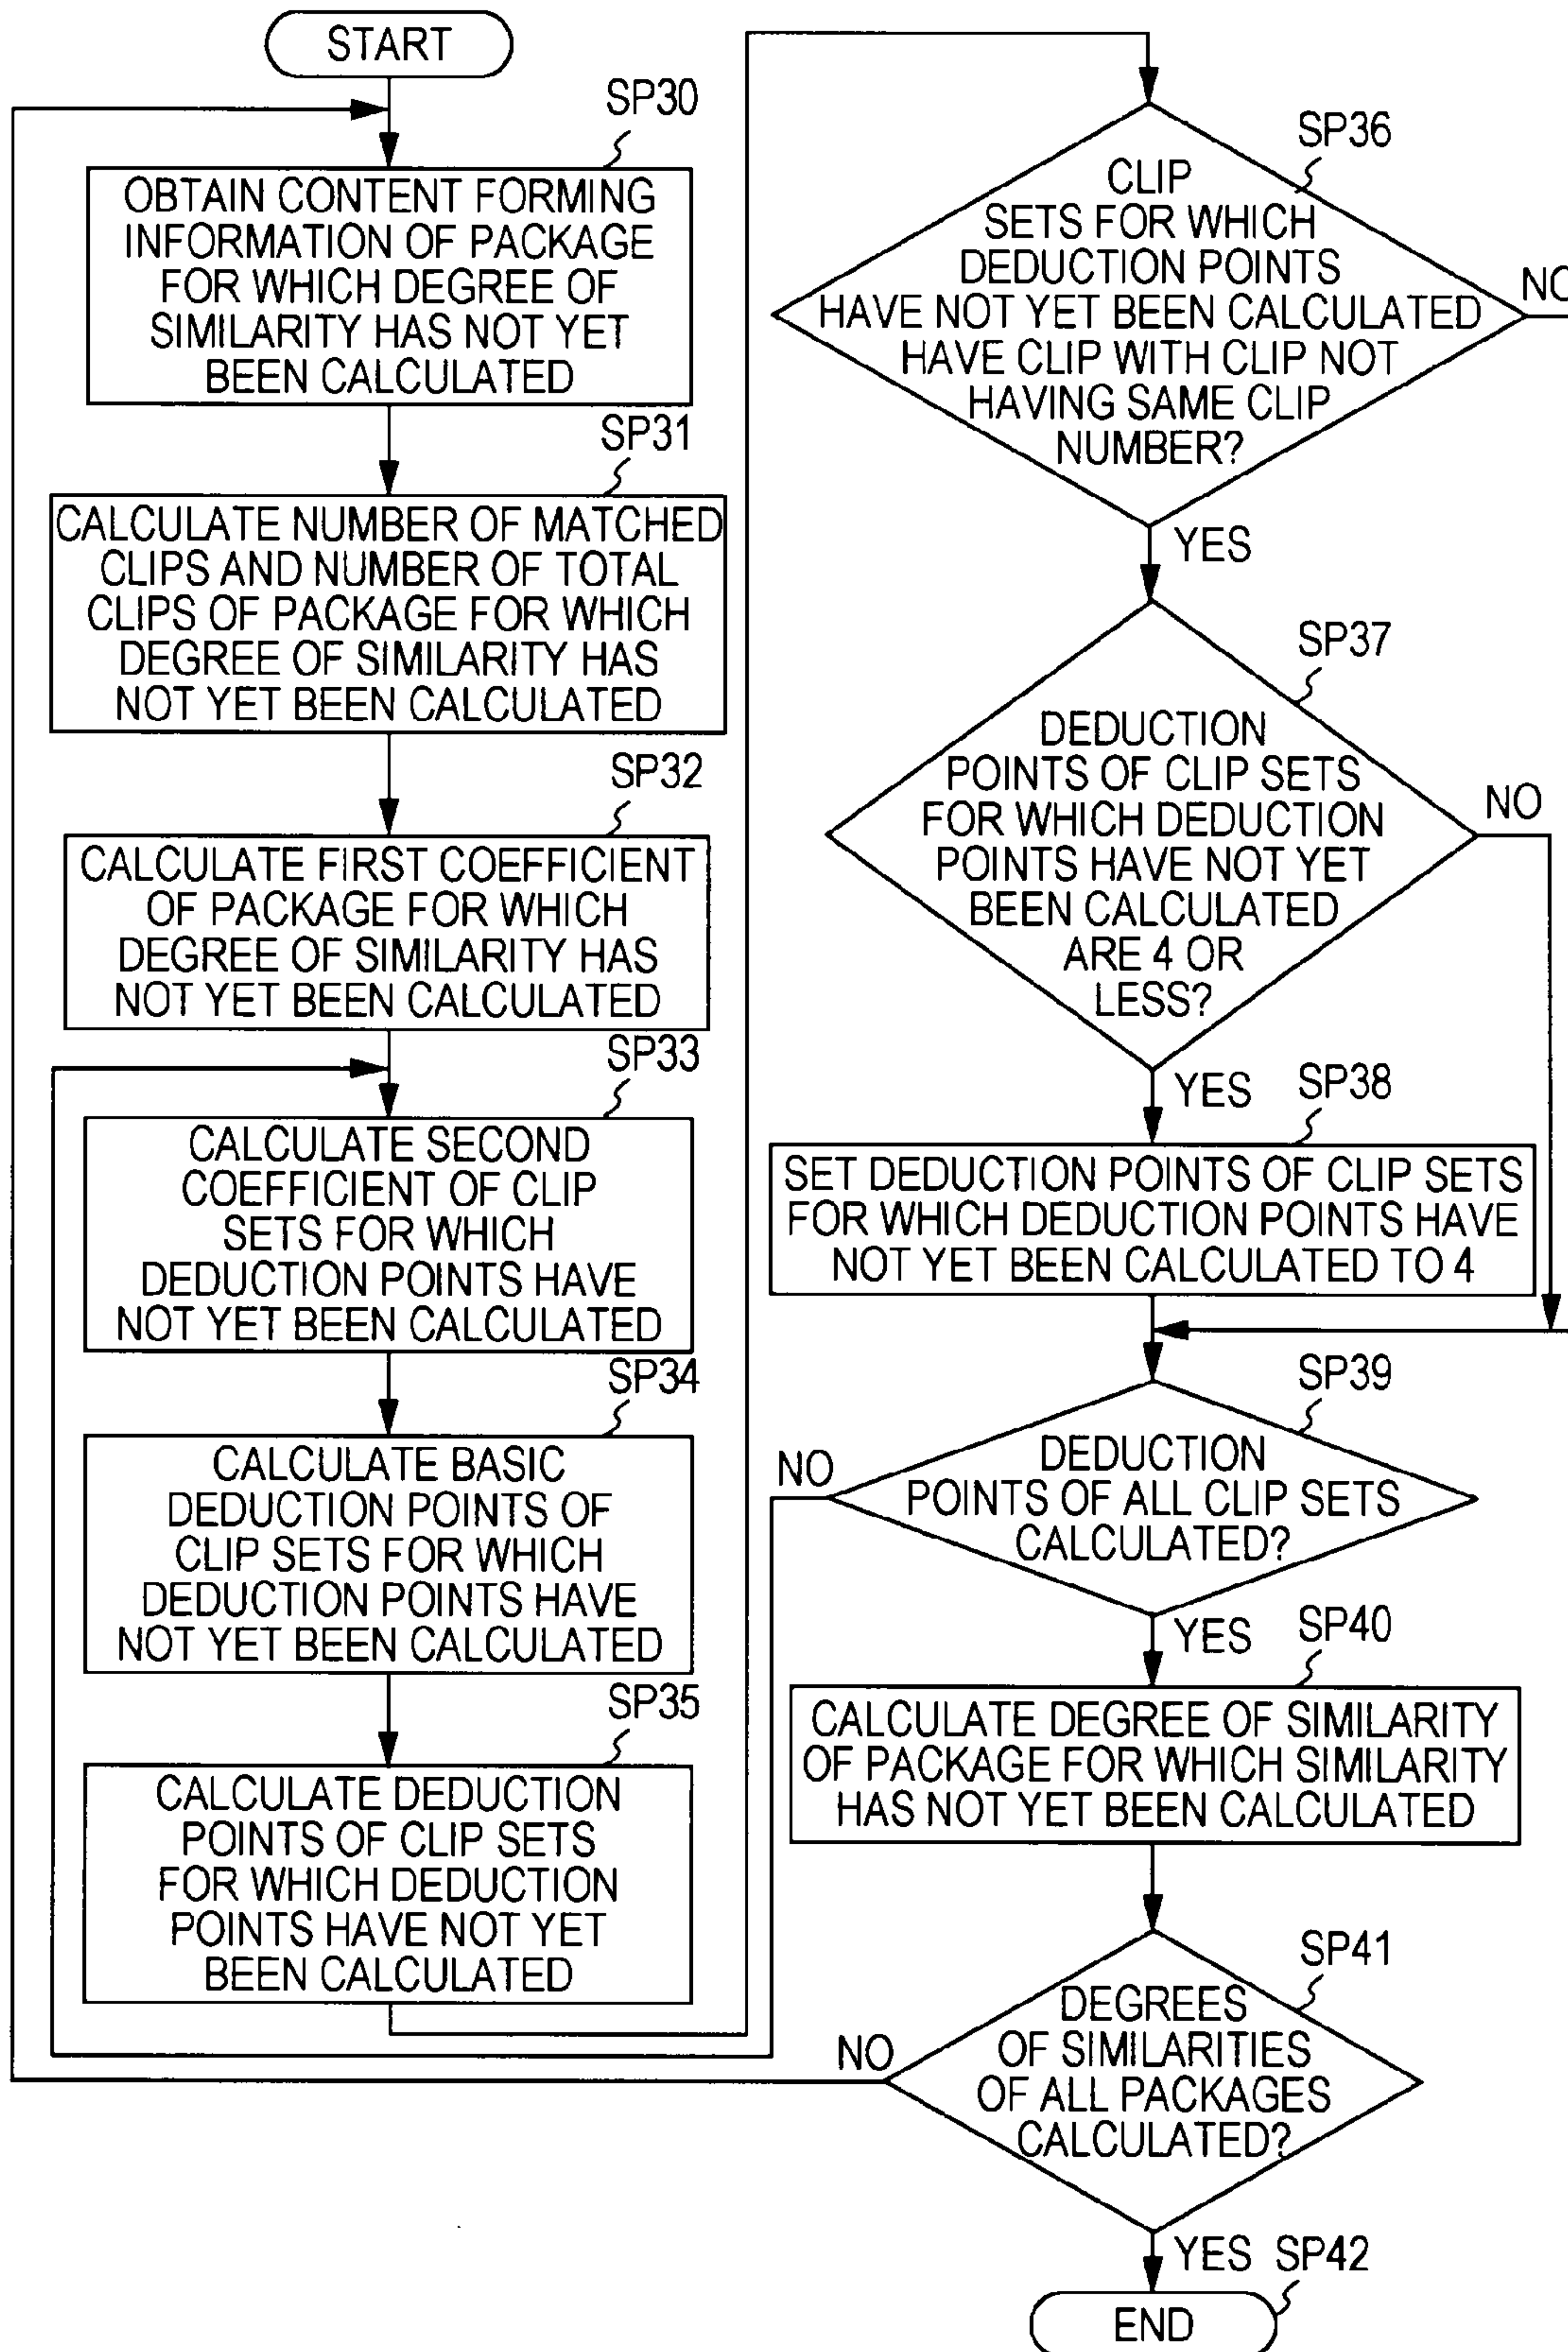 START
SP30
OBTAIN CONTENT FORMING
INFORMATION OF PACKAGE
FOR WHICH DEGREE OF
SIMILARITY HAS NOT YET
BEEN CALCULATED
SP31
CALCULATE NUMBER OF MATCHED
CLIPS AND NUMBER OF TOTAL
CLIPS OF PACKAGE FOR WHICH
DEGREE OF SIMILARITY HAS
NOT YET BEEN CALCULATED
SP32
CALCULATE FIRST COEFFICIENT
OF PACKAGE FOR WHICH
DEGREE OF SIMILARITY HAS
NOT YET BEEN CALCULATED
SP33
CALCULATE SECOND
COEFFICIENT OF CLIP
SETS FOR WHICH
DEDUCTION POINTS HAVE
NOT YET BEEN CALCULATED
SP34
CALCULATE BASIC
DEDUCTION POINTS OF
CLIP SETS FOR WHICH
DEDUCTION POINTS HAVE
NOT YET BEEN CALCULATED
SP35
CALCULATE DEDUCTION
POINTS OF CLIP SETS
FOR WHICH DEDUCTION
POINTS HAVE NOT YET
BEEN CALCULATED
SP36
CLIP
SETS FOR WHICH
DEDUCTION POINTS
HAVE NOT YET BEEN CALCULATED
HAVE CLIP WITH CLIP NOT
HAVING SAME CLIP
NUMBER?
NO
YES
SP37
DEDUCTION
POINTS OF CLIP SETS
FOR WHICH DEDUCTION
POINTS HAVE NOT YET
BEEN CALCULATED
ARE 4 OR
LESS?
NO
YES
SP38
SET DEDUCTION POINTS OF CLIP SETS
FOR WHICH DEDUCTION POINTS HAVE
NOT YET BEEN CALCULATED TO 4
SP39
DEDUCTION
POINTS OF ALL CLIP SETS
CALCULATED?
NO
YES
SP40
CALCULATE DEGREE OF SIMILARITY
OF PACKAGE FOR WHICH SIMILARITY
HAS NOT YET BEEN CALCULATED
SP41
DEGREES
OF SIMILARITIES
OF ALL PACKAGES
CALCULATED?
NO
YES
SP42
END